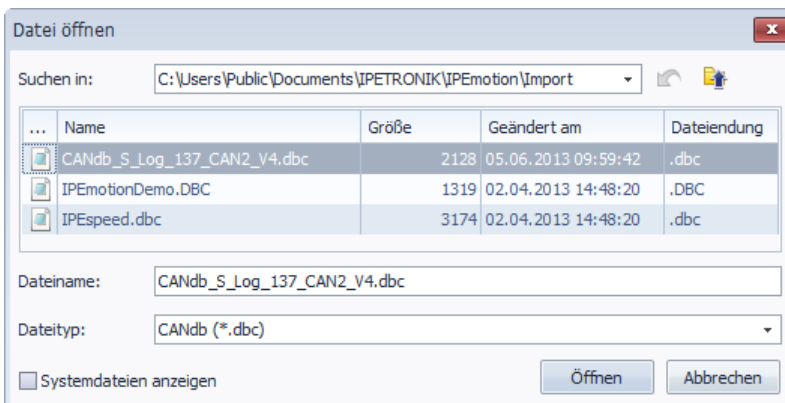 Datei öffnen
Suchen in: C:\Users\Public\Documents\IPETRONIK\IPEmotion\Import
... Name Größe Geändert am Dateiendung
CANdb_S_Log_137_CAN2_V4.dbc 2128 05.06.2013 09:59:42 .dbc
IPEmotionDemo.DBC 1319 02.04.2013 14:48:20 .DBC
IPEspeed.dbc 3174 02.04.2013 14:48:20 .dbc
Dateiname: CANdb_S_Log_137_CAN2_V4.dbc
Dateityp: CANdb (*.dbc)
Systemdateien anzeigen Öffnen Abbrechen